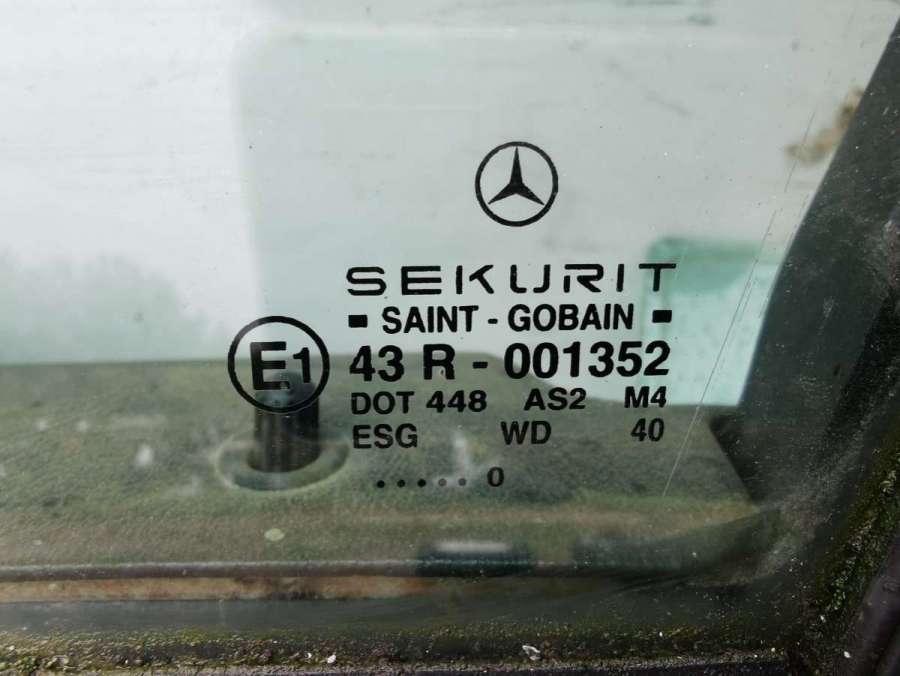 SEKURIT
SAINT - GOBAIN
E1 43 R - 001352
DOT 448 AS2 M4
ESG WD 40
..... 0